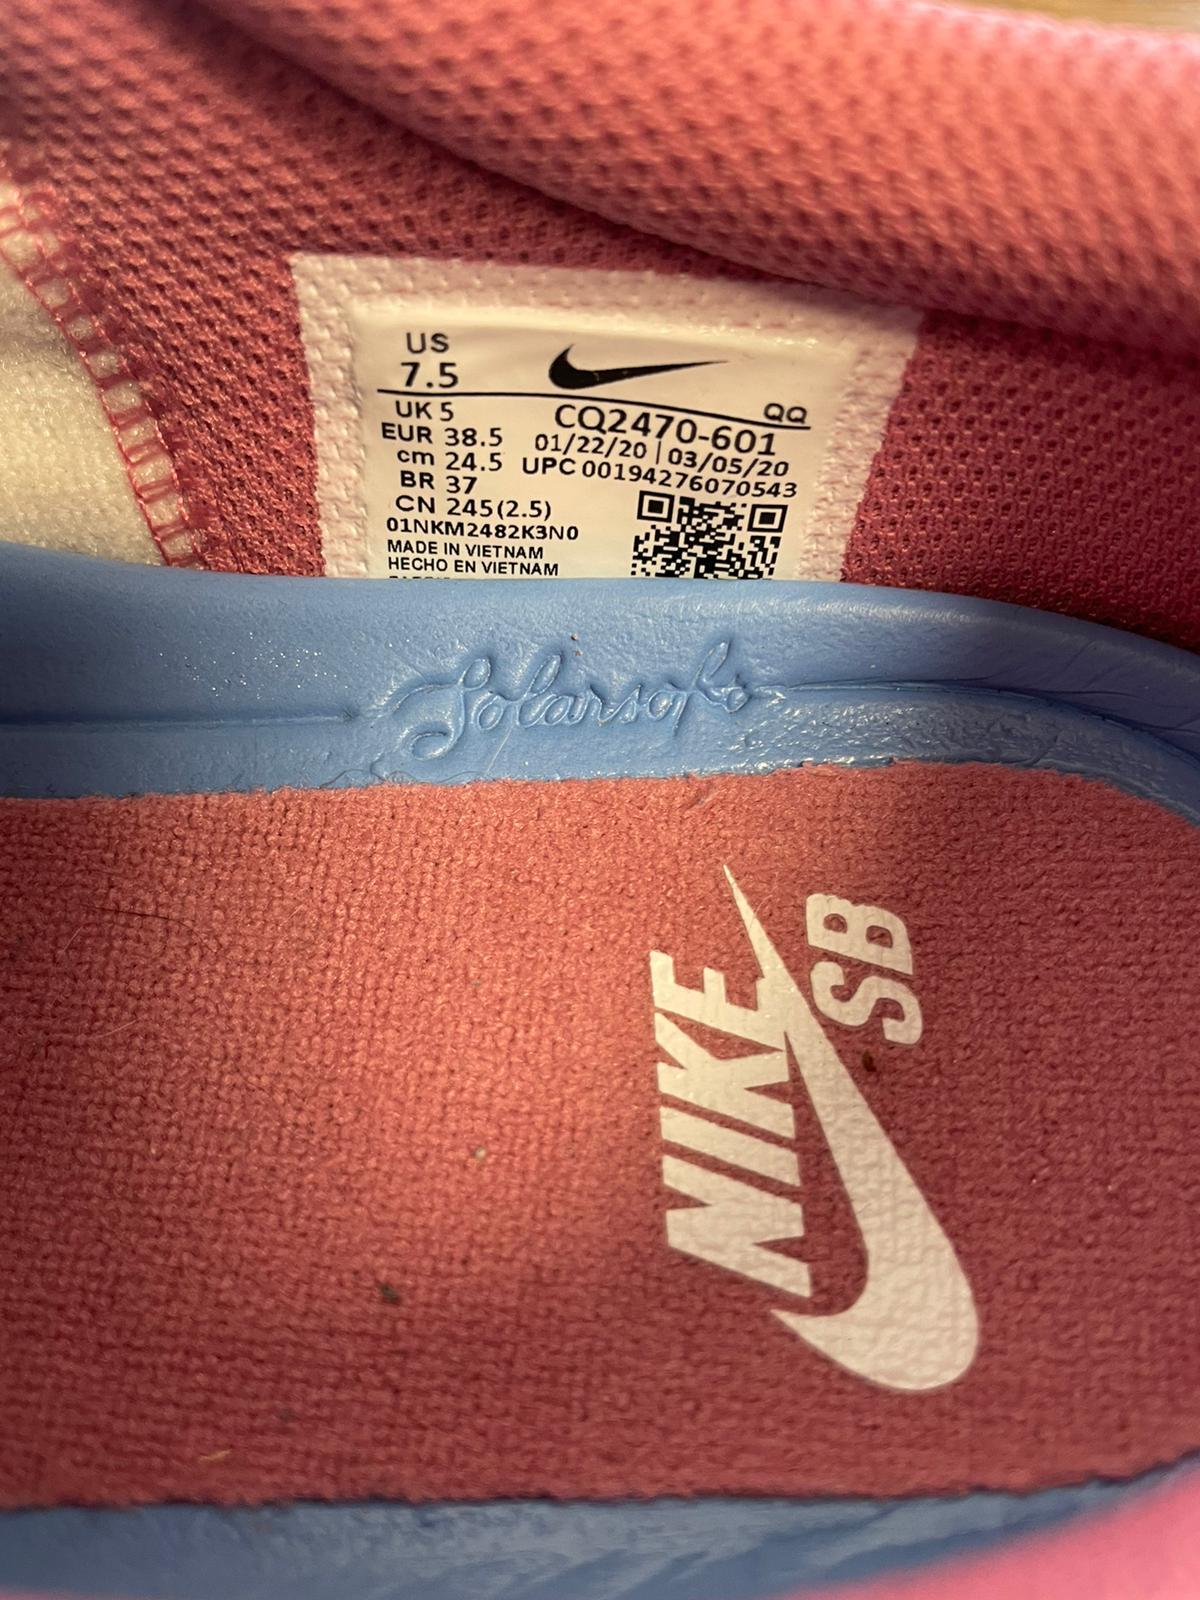 US
7.5
QQ
UK 5
CQ2470-601
EUR 38.5
01/22/20 | 03/05/20
cm 24.5
UPC 00194276070543
BR 37
CN 245(2.5)
01NKM2482K3N0
MADE IN VIETNAM
HECHO EN VIETNAM
Solarsoft
NIKE
SB